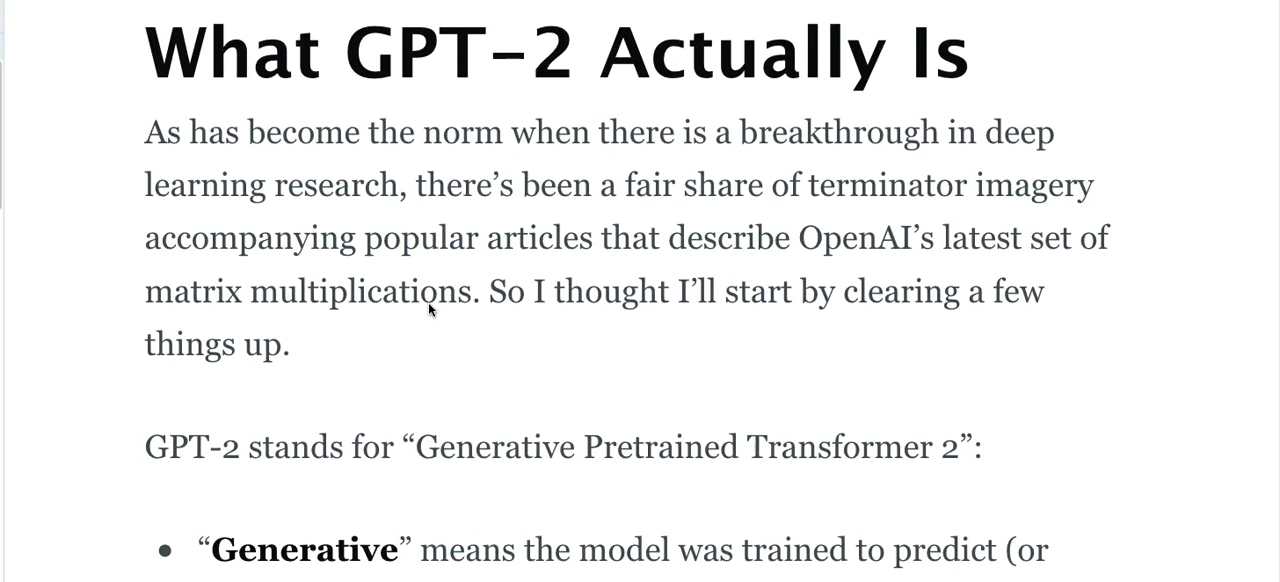 What GPT-2 Actually Is
As has become the norm when there is a breakthrough in deep
learning research, there’s been a fair share of terminator imagery
accompanying popular articles that describe OpenAI’s latest set of
matrix multiplications. So I thought I’ll start by clearing a few
things up.
GPT-2 stands for “Generative Pretrained Transformer 2”:
• “Generative” means the model was trained to predict (or